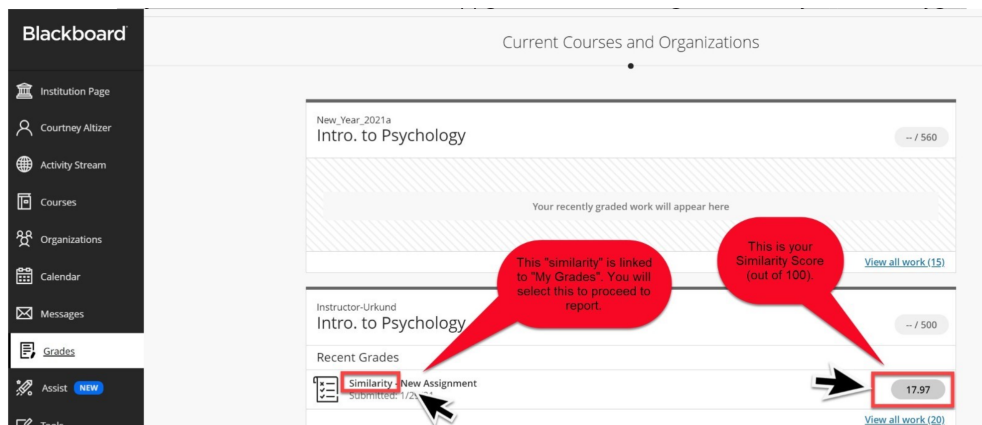 Blackboard
Institution Page
Courtney Altizer
Activity Stream
Courses
Organizations
Calendar
Messages
Grades
Assist NEW
Tools
Current Courses and Organizations
New_Year_2021a
Intro. to Psychology
-- / 560
Your recently graded work will appear here
View all work (15)
This "similarity" is linked
to "My Grades". You will
select this to proceed to
report.
This is your
Similarity Score
(out of 100).
Instructor-Urkund
Intro. to Psychology
-- / 500
Recent Grades
Similarity - New Assignment
Submitted:
17.97
View all work (20)